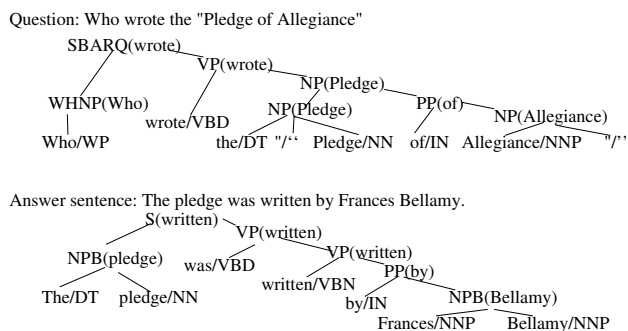 Question: Who wrote the "Pledge of Allegiance"
SBARQ(wrote)
VP(wrote)
NP(Pledge)
WHNP(Who) NP(Pledge) PP(of) NP(Allegiance)
wrote/VBD
Who/WP the/DT "/‘‘ Pledge/NN of/IN Allegiance/NNP "/’’
Answer sentence: The pledge was written by Frances Bellamy.
S(written)
VP(written)
NPB(pledge) was/VBD VP(written)
written/VBN PP(by)
The/DT pledge/NN by/IN NPB(Bellamy)
Frances/NNP Bellamy/NNP